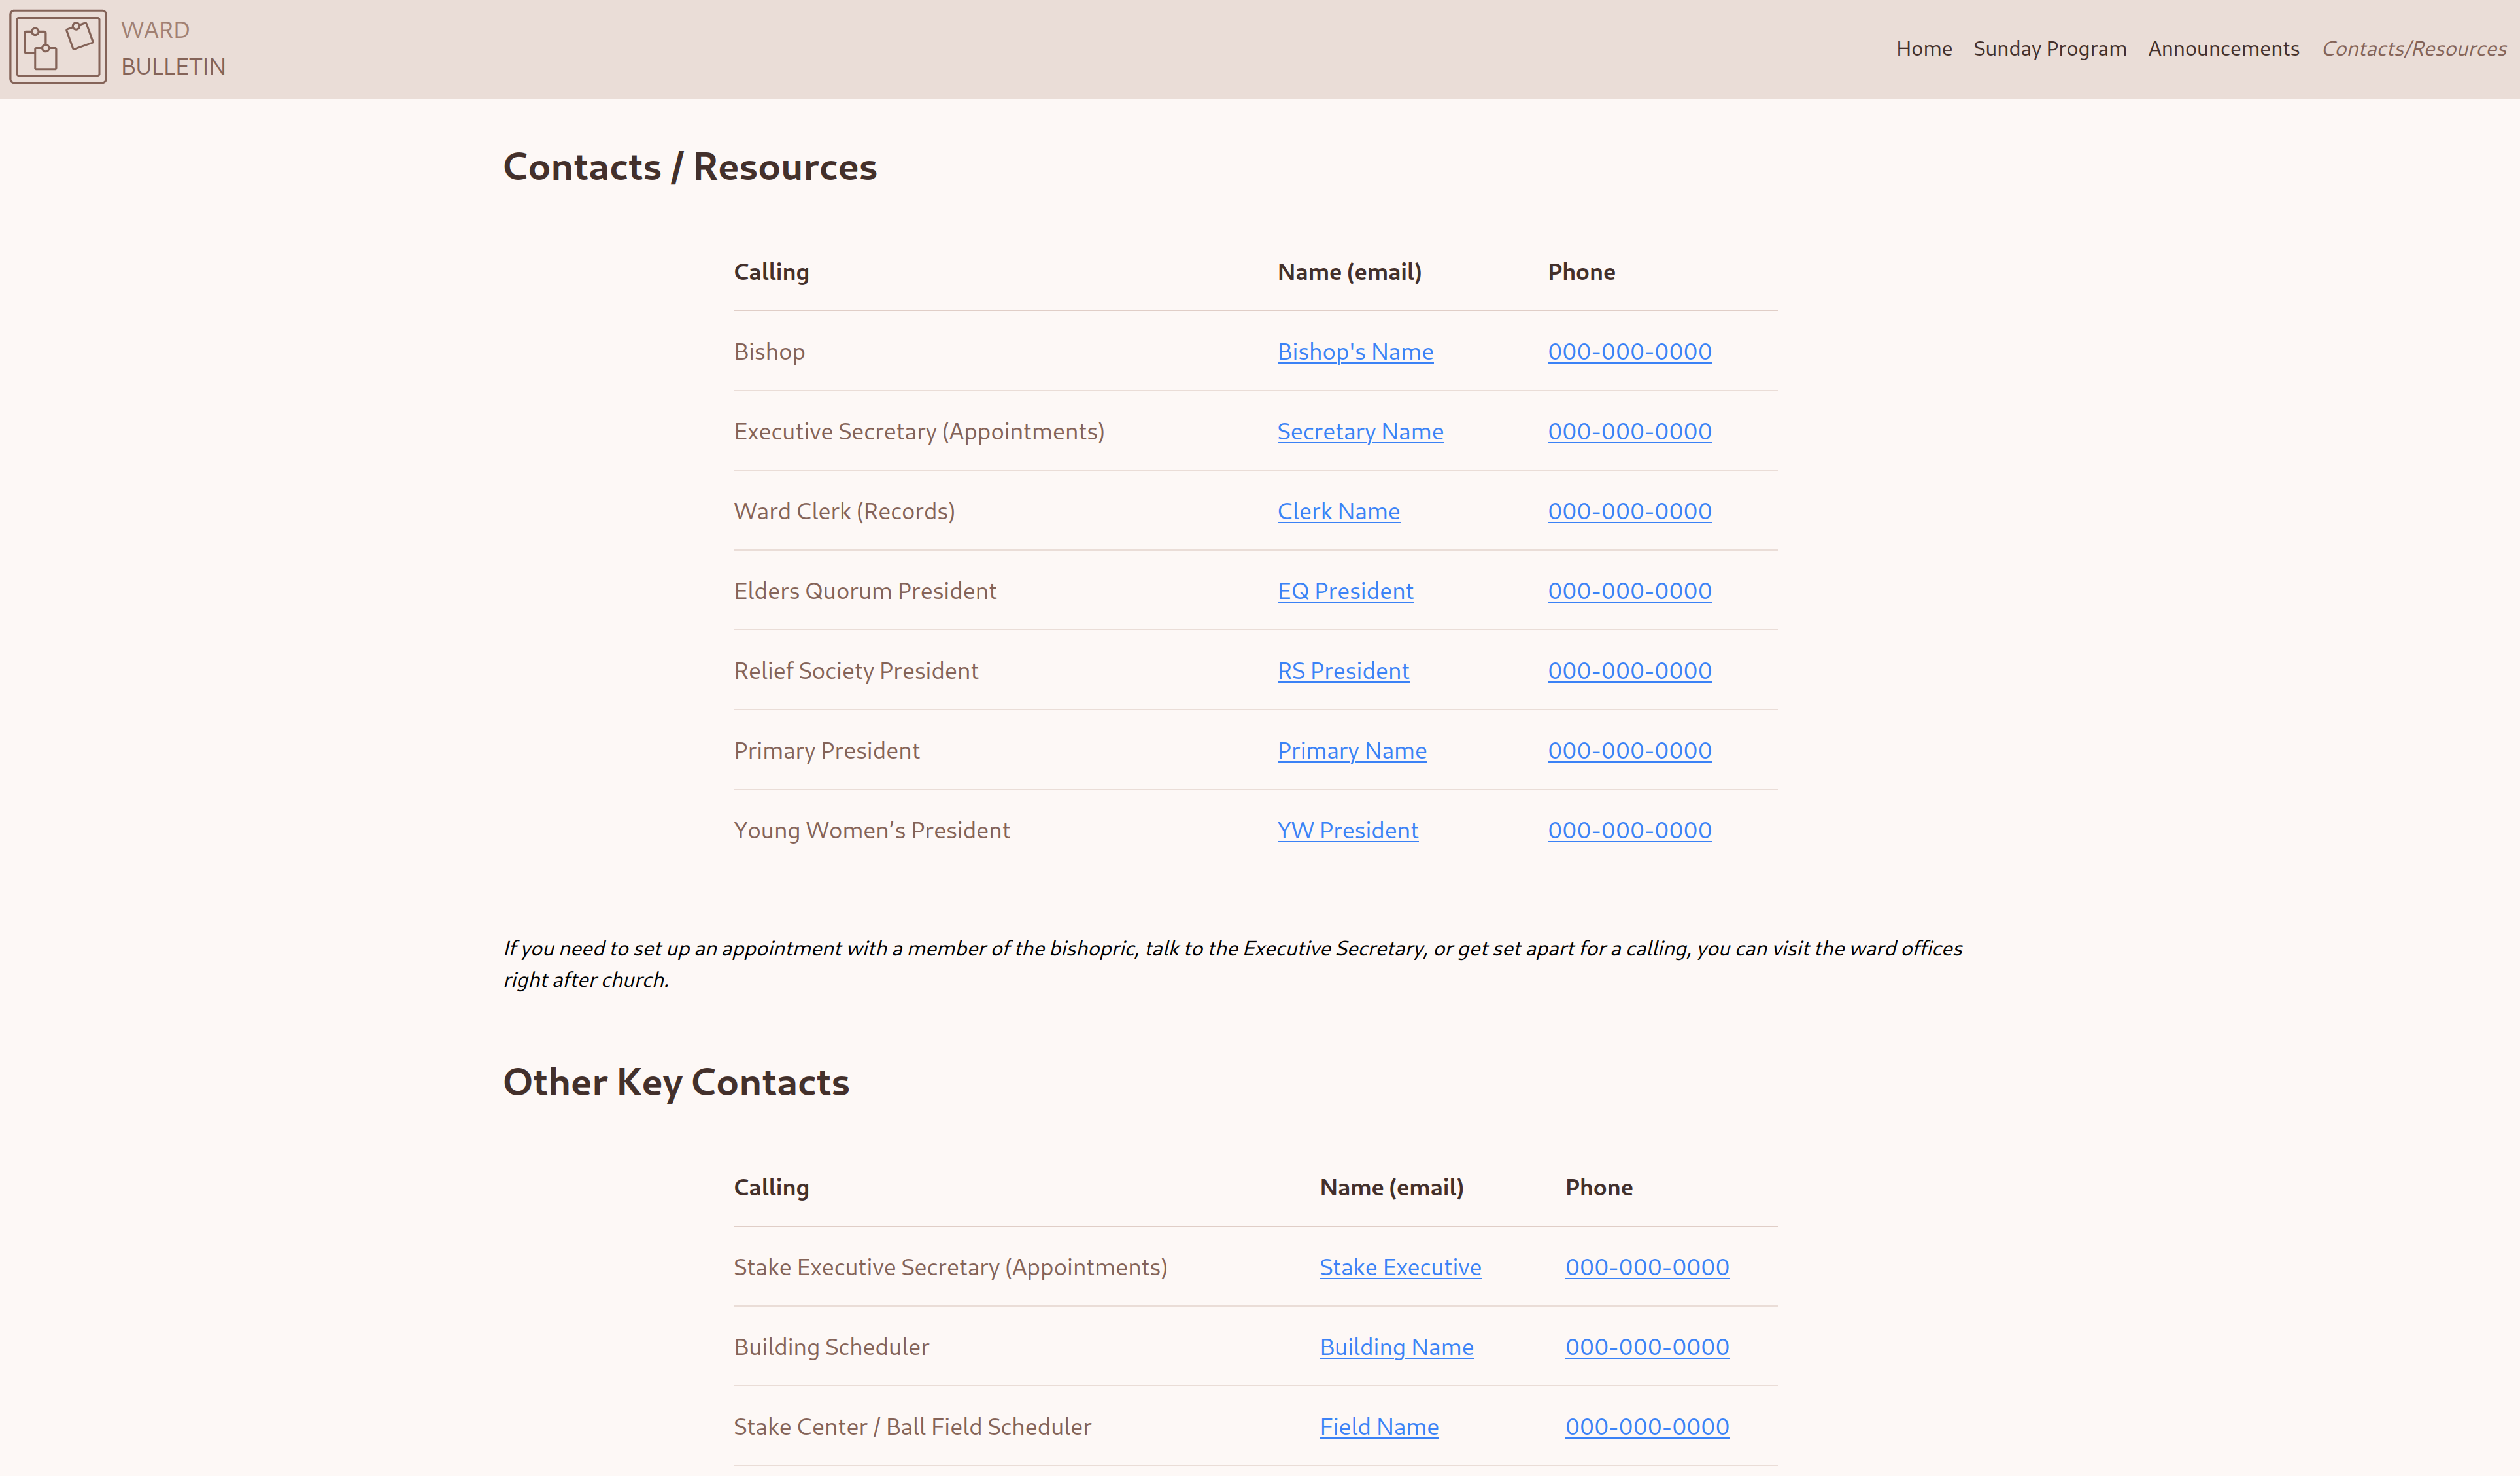 WARD
BULLETIN
Home Sunday Program Announcements Contacts/Resources
Contacts / Resources
Calling Name (email) Phone
Bishop Bishop's Name 000-000-0000
Executive Secretary (Appointments) Secretary Name 000-000-0000
Ward Clerk (Records) Clerk Name 000-000-0000
Elders Quorum President EQ President 000-000-0000
Relief Society President RS President 000-000-0000
Primary President Primary Name 000-000-0000
Young Women’s President YW President 000-000-0000
If you need to set up an appointment with a member of the bishopric, talk to the Executive Secretary, or get set apart for a calling, you can visit the ward offices
right after church.
Other Key Contacts
Calling Name (email) Phone
Stake Executive Secretary (Appointments) Stake Executive 000-000-0000
Building Scheduler Building Name 000-000-0000
Stake Center / Ball Field Scheduler Field Name 000-000-0000